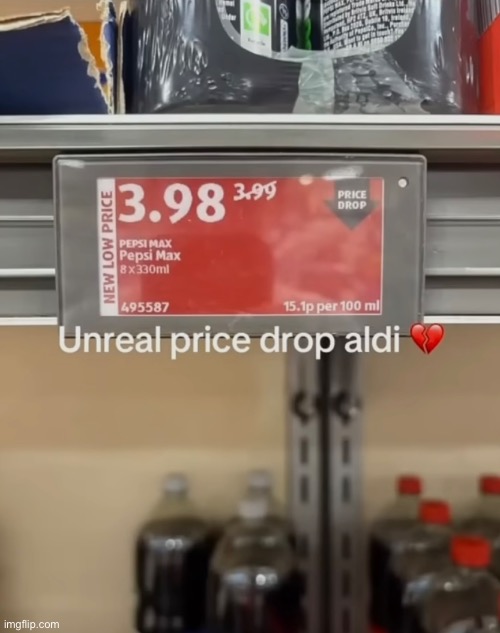 NEW LOW PRICE
3.98 3.99
PRICE
DROP
PEPSI MAX
Pepsi Max
8x330ml
495587
15.1p per 100 ml
Unreal price drop aldi 💔
imgflip.com